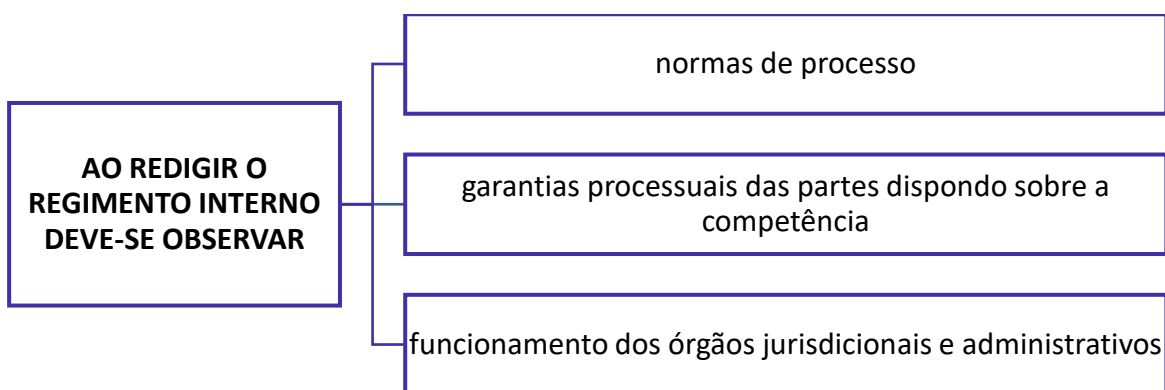 AO REDIGIR O
REGIMENTO INTERNO
DEVE-SE OBSERVAR
normas de processo
garantias processuais das partes dispondo sobre a
competência
funcionamento dos órgãos jurisdicionais e administrativos